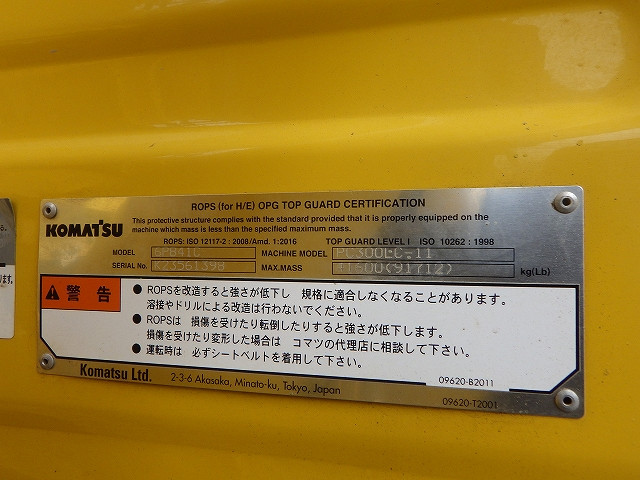 ROPS (for H/E) OPG TOP GUARD CERTIFICATION
KOMATSU
This protective structure complies with the standard provided that it is properly equipped on the
machine which mass is less than the specified maximum mass.
ROPS: ISO 12117-2 : 2008/Amd. 1:2016 TOP GUARD LEVEL I ISO 10262 : 1998
MODEL MACHINE MODEL PC300LC-11
SERIAL No. KZ3561398 MAX.MASS 41600(91712) kg(Lb)
警告
● ROPSを改造すると強さが低下し 規格に適合しなくなることがあります。
溶接やドリルによる改造は行わないでください。
● ROPSは 損傷を受けたり転倒したりすると強さが低下します。
損傷を受けたり変形した場合は コマツの代理店に相談して下さい。
● 運転時は 必ずシートベルトを着用して下さい。
09620-B2011
Komatsu Ltd. 2-3-6 Akasaka, Minato-ku, Tokyo, Japan
09620-T2001